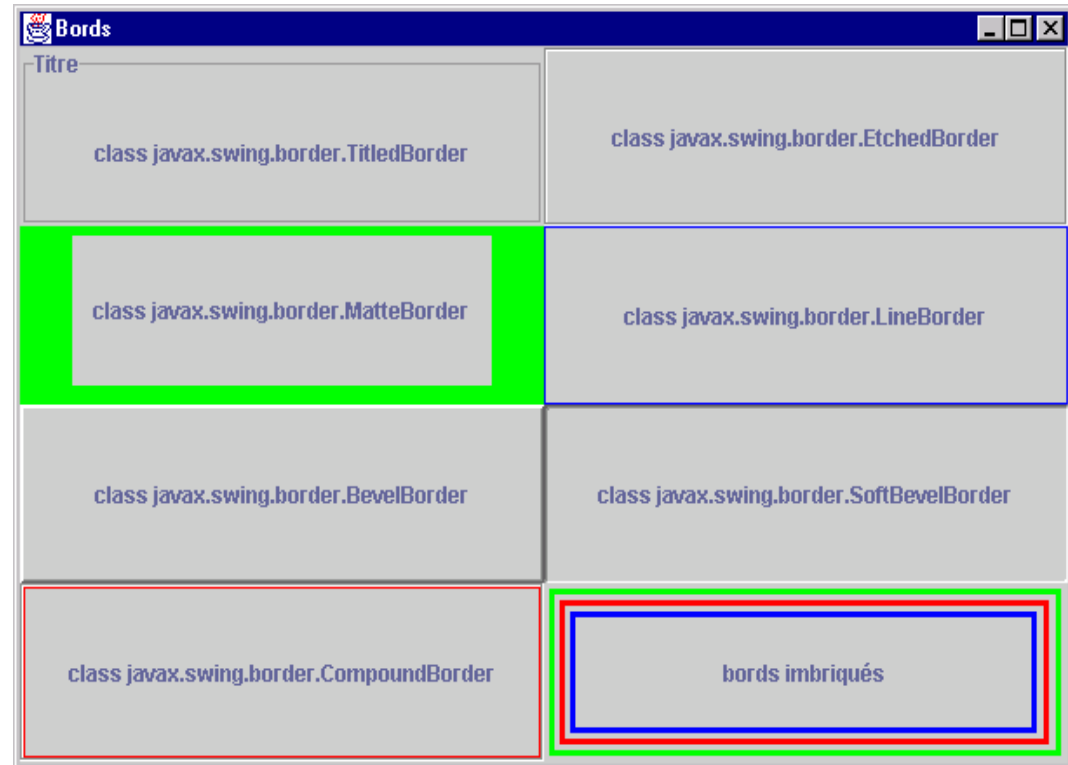 Bords
Titre
class javax.swing.border.TitledBorder
class javax.swing.border.EtchedBorder
class javax.swing.border.MatteBorder
class javax.swing.border.LineBorder
class javax.swing.border.BevelBorder
class javax.swing.border.SoftBevelBorder
class javax.swing.border.CompoundBorder
bords imbriqués